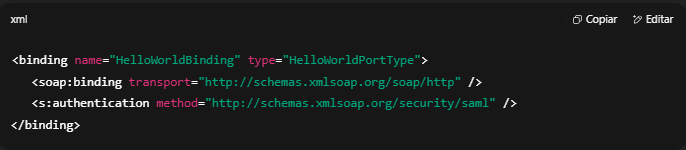 xml
Copiar
Editar
<binding name="HelloWorldBinding" type="HelloWorldPortType">
<soap:binding transport="http://schemas.xmlsoap.org/soap/http" />
<s:authentication method="http://schemas.xmlsoap.org/security/saml" />
</binding>